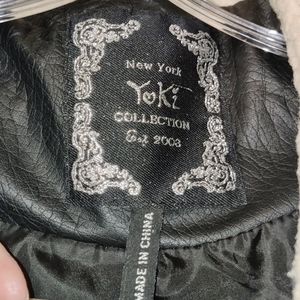 New York
Yoki
COLLECTION
Est. 2003
MADE IN CHINA